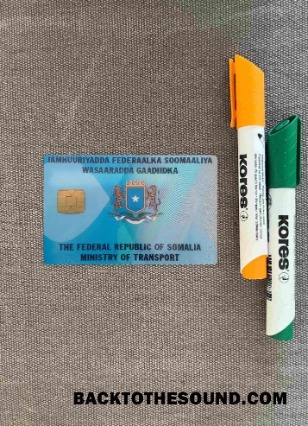 JAMHUURIYADDA FEDERAALKA SOOMAALIYA
WASAARADDA GAADIIDKA
THE FEDERAL REPUBLIC OF SOMALIA
MINISTRY OF TRANSPORT
kores
kores
BACKTOTHESOUND.COM